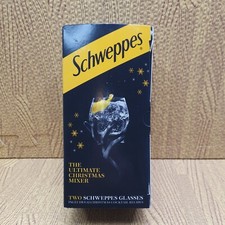 Schweppes
THE
ULTIMATE
CHRISTMAS
MIXER
TWO SCHWEPPES GLASSES